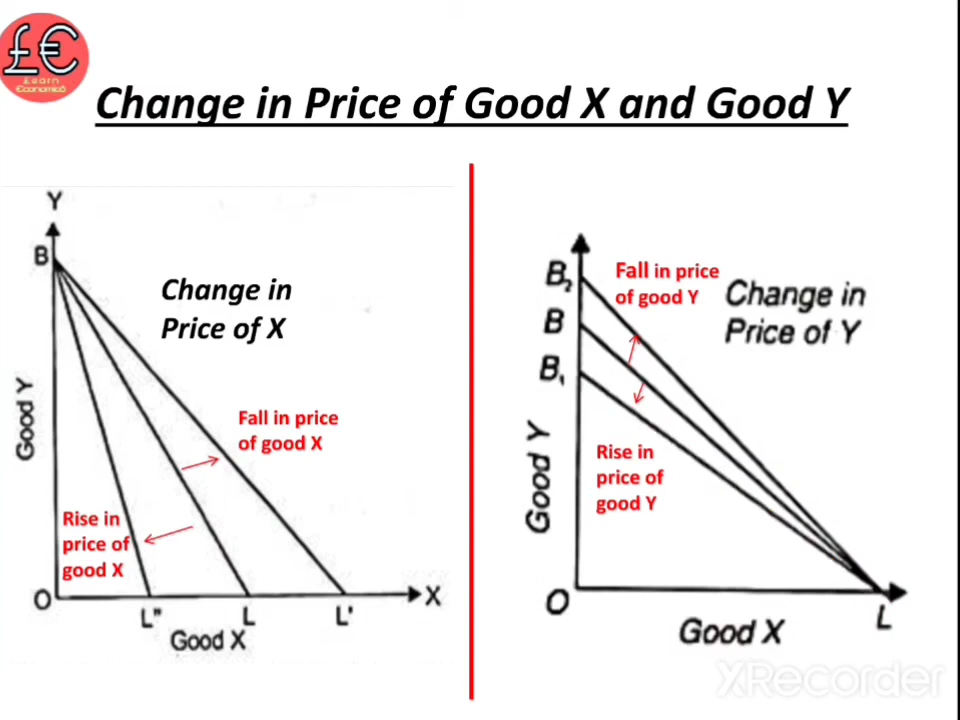 £€
Learn
Economics
Change in Price of Good X and Good Y
Y
B
Change in
Price of X
Good Y
Fall in price
of good X
Rise in
price of
good X
O
L"
L
L'
X
Good X
B2
Fall in price
of good Y
Change in
Price of Y
B
B1
Good Y
Rise in
price of
good Y
O
L
Good X
XRecorder